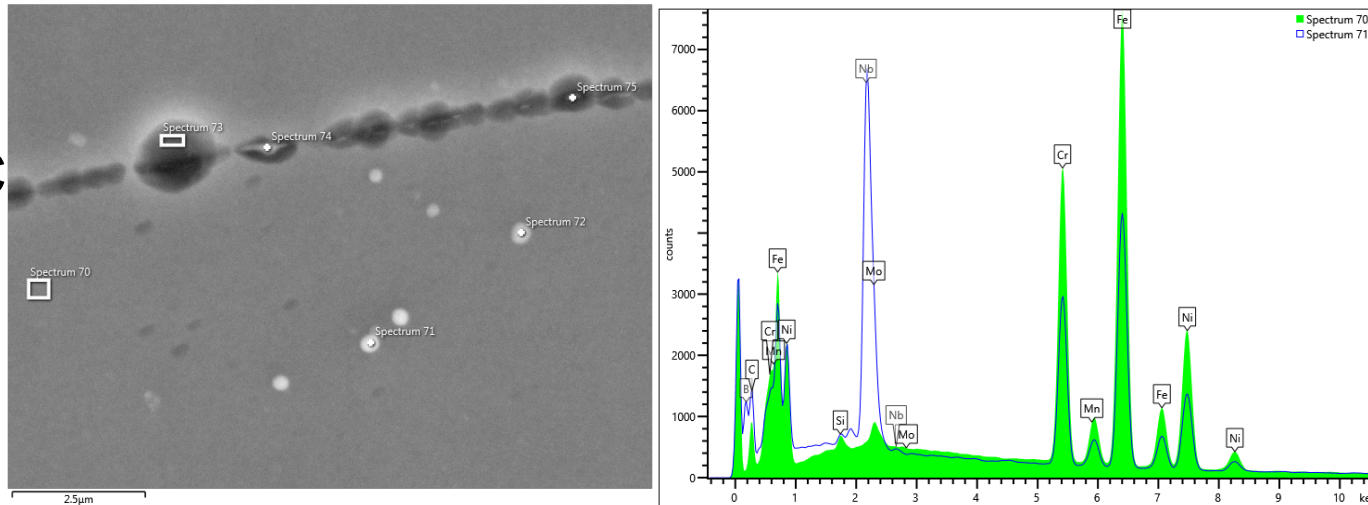 Spectrum 75
Spectrum 73
Spectrum 74
C
Spectrum 72
Spectrum 70
Spectrum 71
2.5μm
Spectrum 70
Spectrum 71
Fe
7000
Nb
6000
Cr
5000
counts
Mo
Fe
3000
Ni
Cr
Ni
Mn
2000
C
B
Fe
Mn
1000
Si
Nb
Mo
Ni
0
0 1 2 3 4 5 6 7 8 9 10 ke